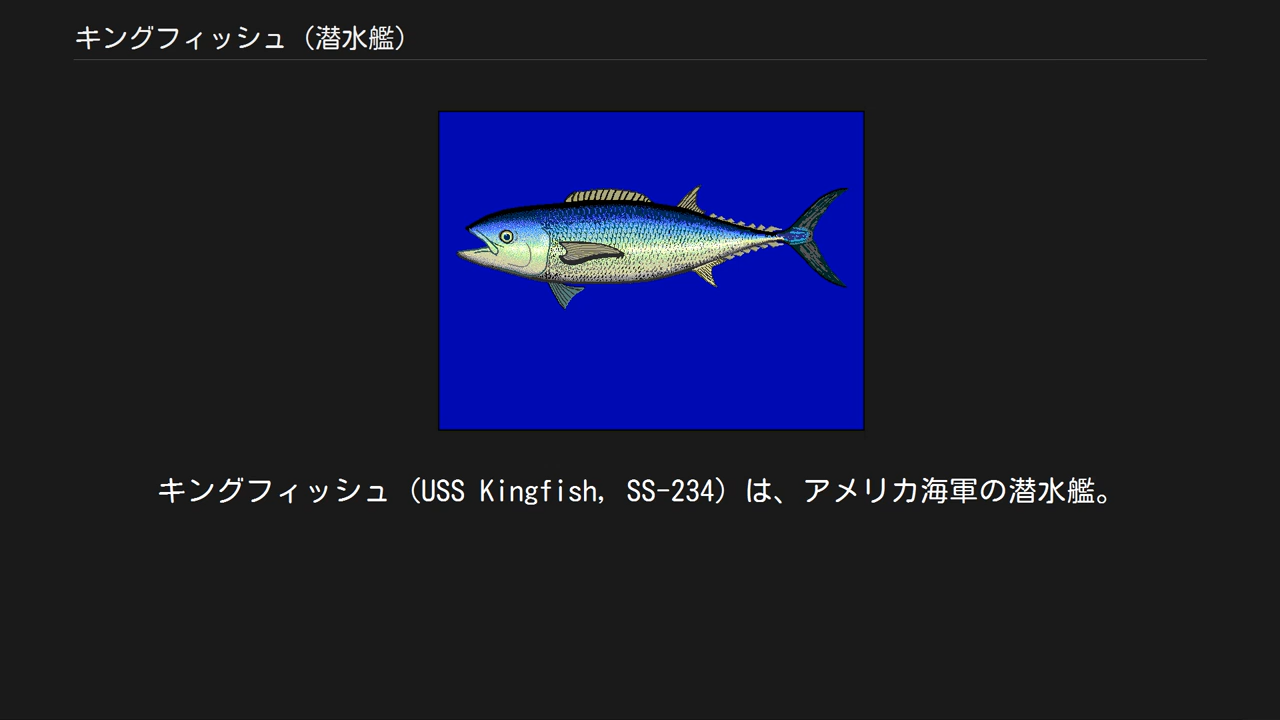 キングフィッシュ（潜水艦）
キングフィッシュ（USS Kingfish, SS-234）は、アメリカ海軍の潜水艦。